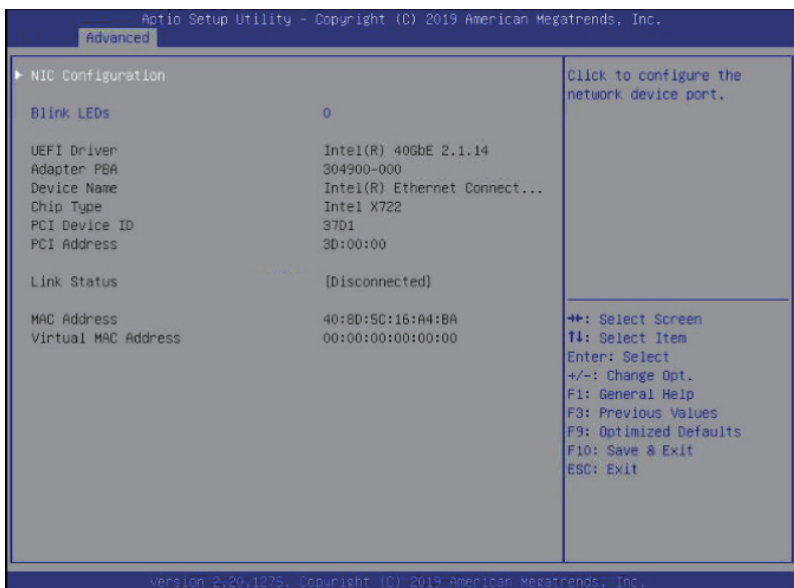 Aptio Setup Utility - Copyright (C) 2019 American Megatrends, Inc.
Advanced
NIC Configuration
Blink LEDs 0
UEFI Driver Intel(R) 40GbE 2.1.14
Adapter PBA 304900-000
Device Name Intel(R) Ethernet Connect...
Chip Type Intel X722
PCI Device ID 37D1
PCI Address 3D:00:00
Link Status [Disconnected]
MAC Address 40:8D:5C:16:A4:BA
Virtual MAC Address 00:00:00:00:00:00
Click to configure the
network device port.
→←: Select Screen
↑↓: Select Item
Enter: Select
+/-: Change Opt.
F1: General Help
F3: Previous Values
F9: Optimized Defaults
F10: Save & Exit
ESC: Exit
Version 2.20.1275. Copyright (C) 2019 American Megatrends, Inc.